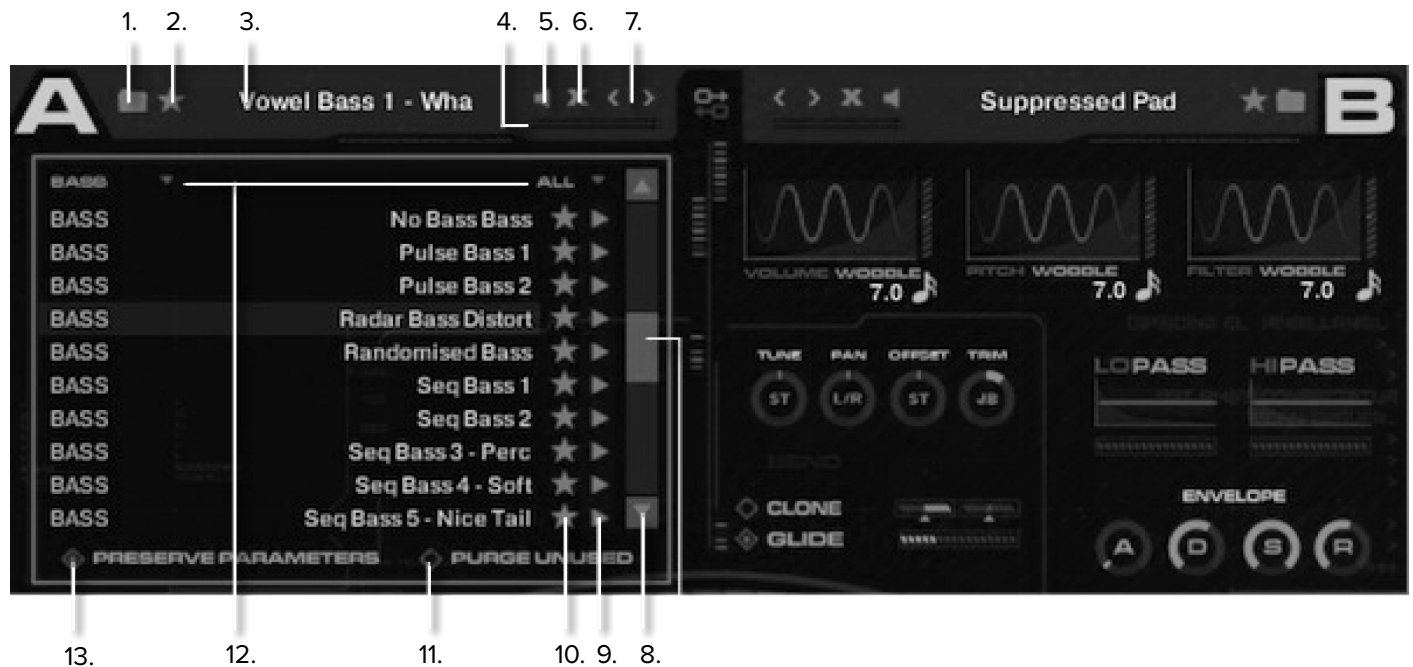 1. 2. 3. 4. 5. 6. 7.
A Vowel Bass 1 - Wha Suppressed Pad B
BASS ALL
BASS No Bass Bass
BASS Pulse Bass 1
BASS Pulse Bass 2
BASS Radar Bass Distort
BASS Randomised Bass
BASS Seq Bass 1
BASS Seq Bass 2
BASS Seq Bass 3 - Perc
BASS Seq Bass 4 - Soft
BASS Seq Bass 5 - Nice Tail
PRESERVE PARAMETERS PURGE UNUSED
VOLUME WOBBLE PITCH WOBBLE FILTER WOBBLE
7.0 7.0 7.0
TUNE PAN OFFSET TRIM
ST L/R ST dB
LOPASS HIPASS
CLONE
GLIDE
ENVELOPE
A D S R
13. 12. 11. 10. 9. 8.